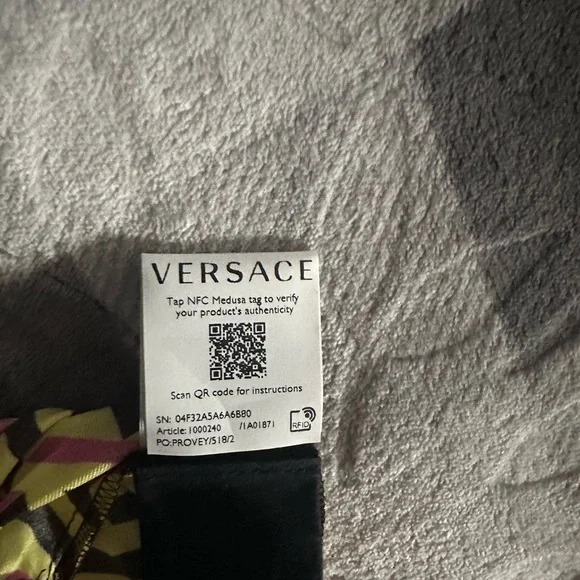 VERSACE
Tap NFC Medusa tag to verify
your product's authenticity
Scan QR code for instructions
SN: 04F32A5A6A6B80
Article: 1000240 /1A01871
PO:PROVEY/518/2
RFID